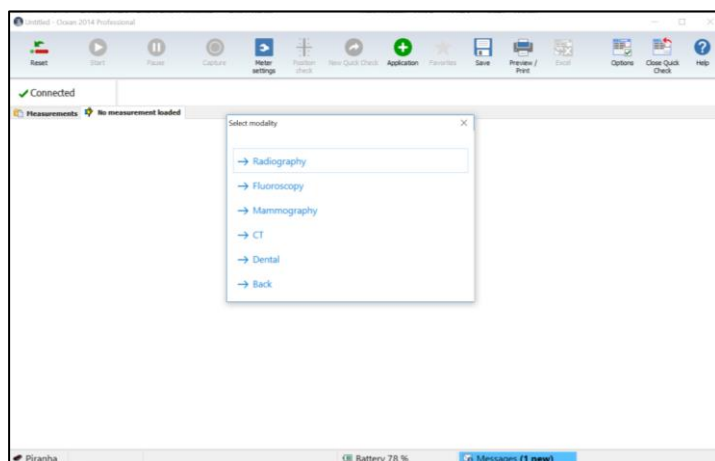 Untitled - Ocean 2014 Professional
Reset Start Pause Capture Meter settings Position check New Quick Check Application Favorites Save Preview / Print Excel Options Close Quick Check Help
Connected
Measurements No measurement loaded
Select modality
Radiography
Fluoroscopy
Mammography
CT
Dental
Back
Piranha Battery 78 % Messages (1 new)